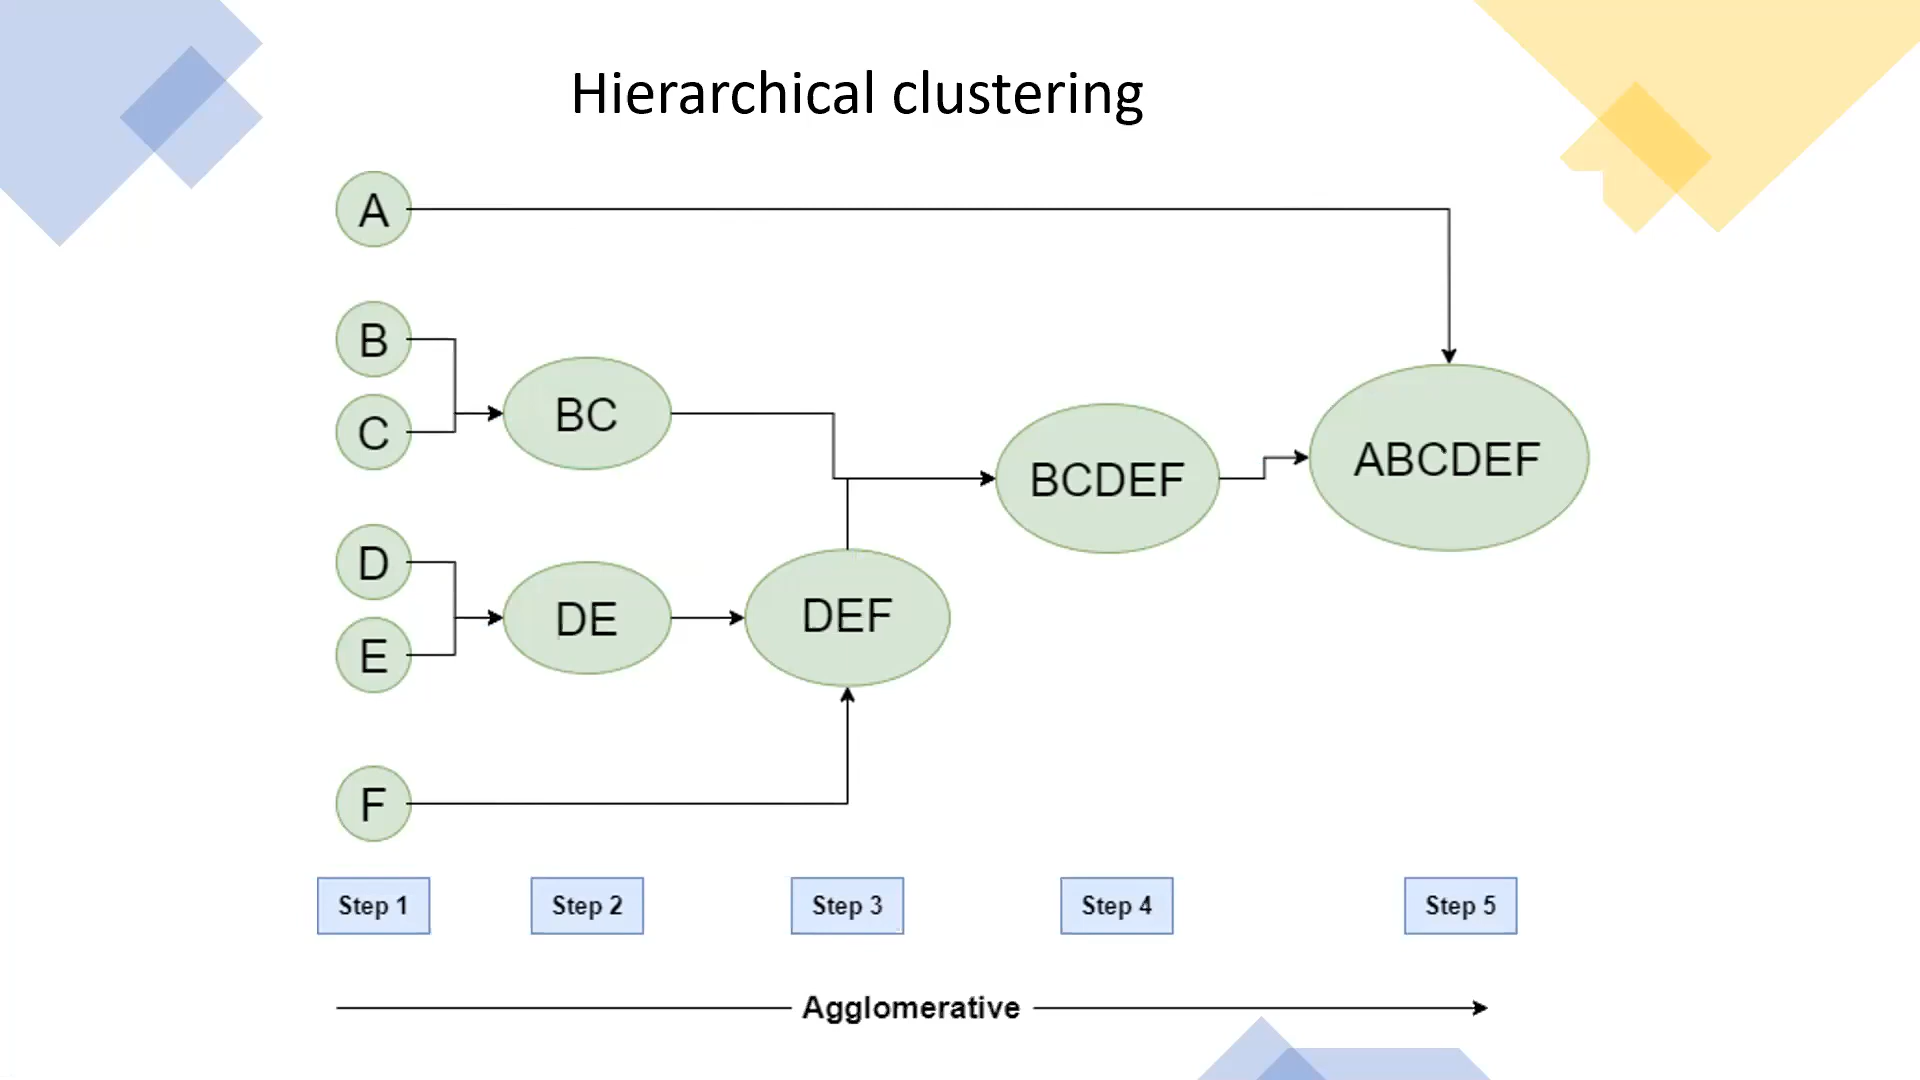 Hierarchical clustering
A
B
C
BC
D
E
DE
DEF
BCDEF
ABCDEF
F
Step 1
Step 2
Step 3
Step 4
Step 5
Agglomerative